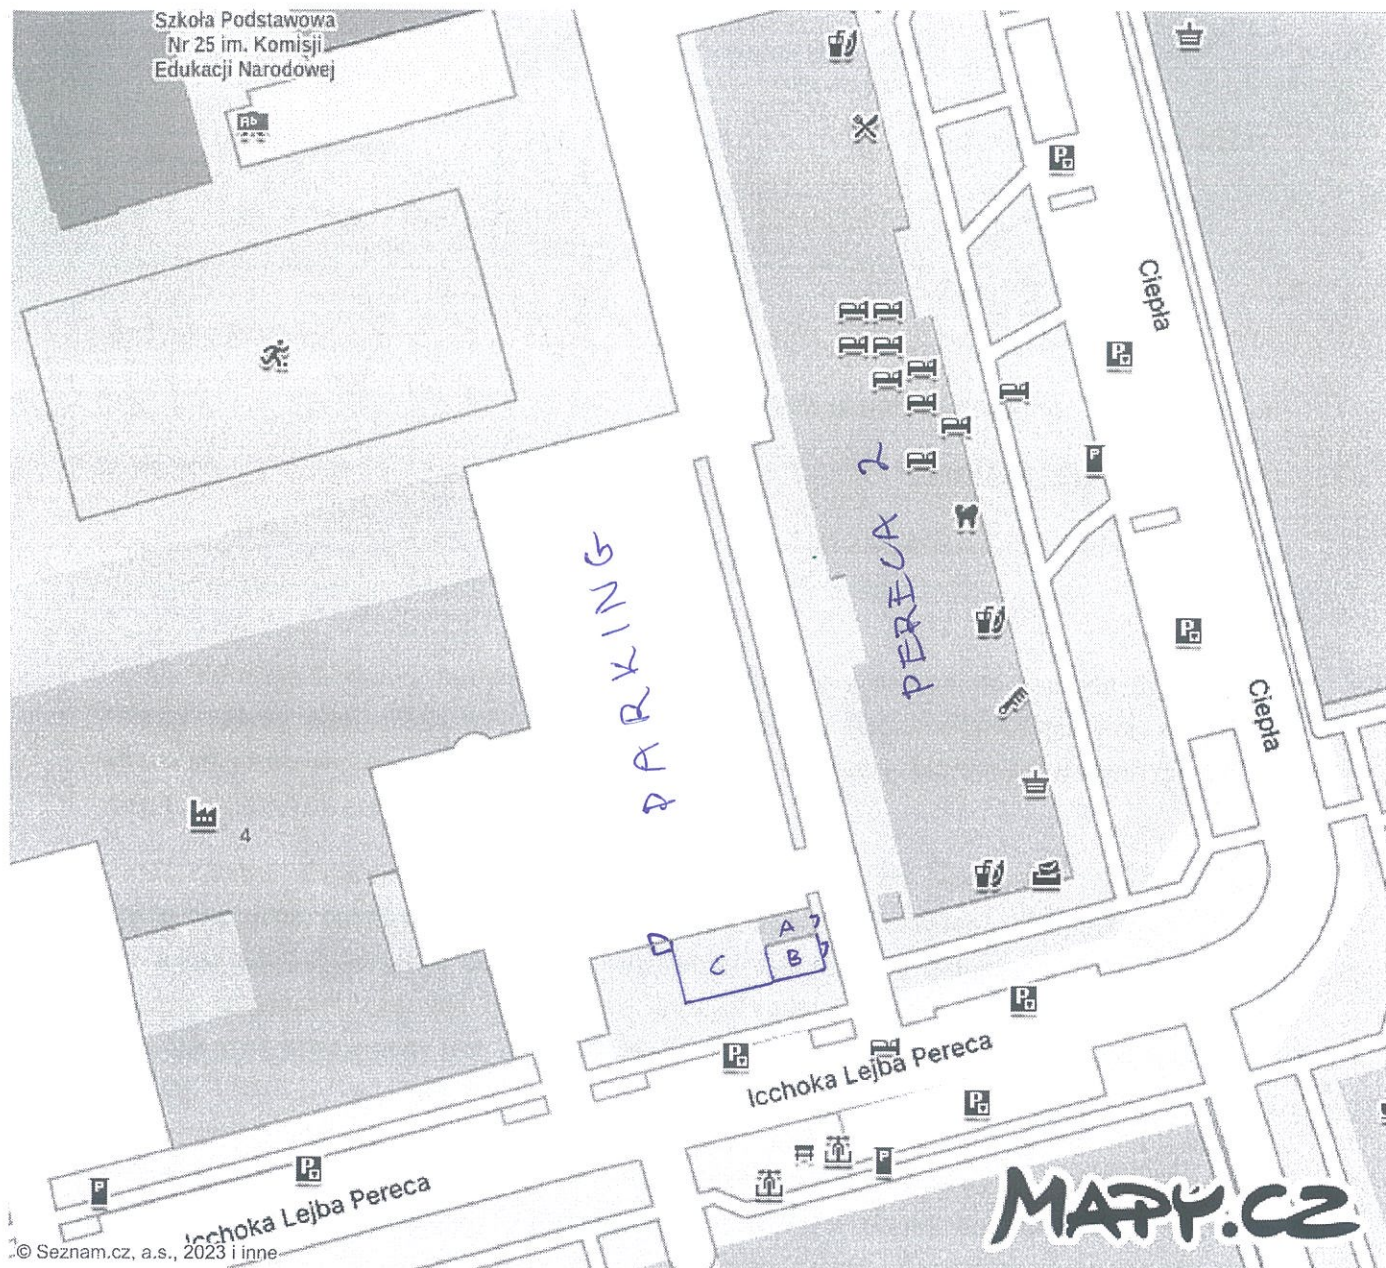 Szkoła Podstawowa
Nr 25 im. Komisji
Edukacji Narodowej
Ciepła
PARKING
PERECA 2
Ciepła
4
A
B
C
Icchoka Lejba Pereca
Icchoka Lejba Pereca
MAPY.CZ
© Seznam.cz, a.s., 2023 i inne